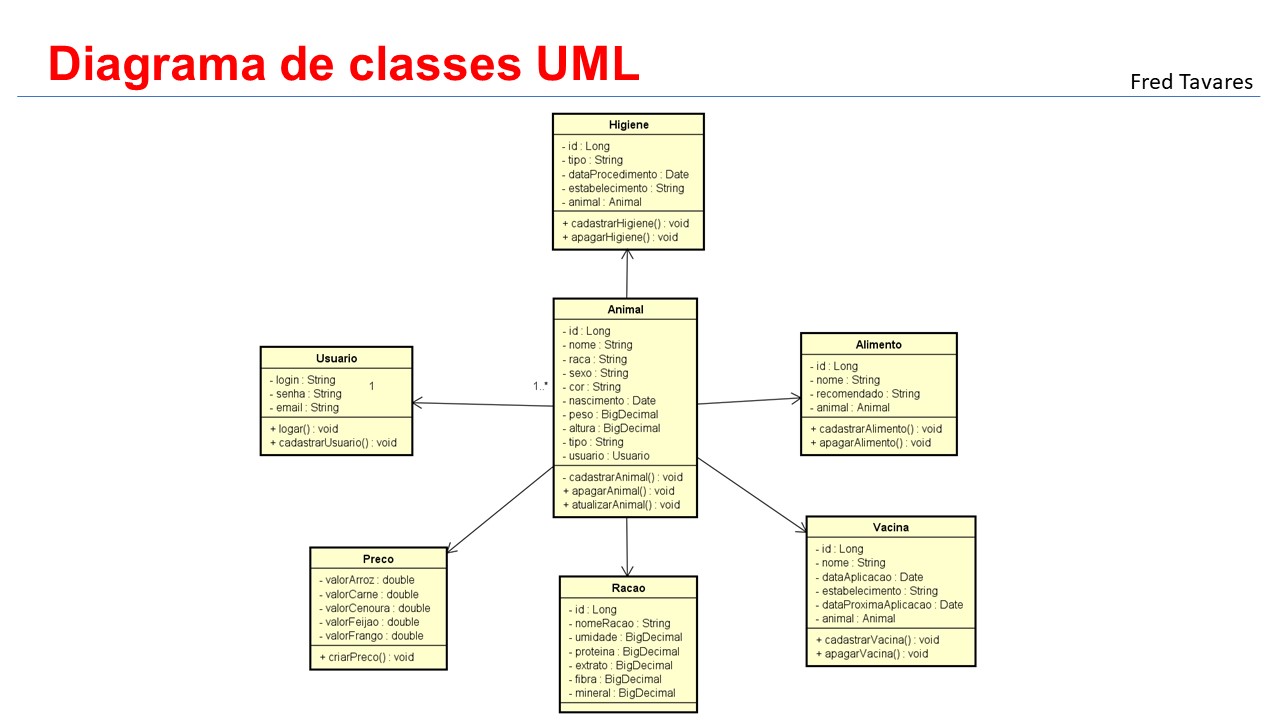 Diagrama de classes UML
Fred Tavares
Higiene
- id : Long
- tipo : String
- dataProcedimento : Date
- estabelecimento : String
- animal : Animal
+ cadastrarHigiene() : void
+ apagarHigiene() : void
Animal
- id : Long
- nome : String
- raca : String
- sexo : String
- cor : String
- nascimento : Date
- peso : BigDecimal
- altura : BigDecimal
- tipo : String
- usuario : Usuario
- cadastrarAnimal() : void
+ apagarAnimal() : void
+ atualizarAnimal() : void
Usuario
- login : String
- senha : String
- email : String
+ logar() : void
+ cadastrarUsuario() : void
1
1..*
Alimento
- id : Long
- nome : String
- recomendado : String
- animal : Animal
+ cadastrarAlimento() : void
+ apagarAlimento() : void
Preco
- valorArroz : double
- valorCarne : double
- valorCenoura : double
- valorFeijao : double
- valorFrango : double
+ criarPreco() : void
Racao
- id : Long
- nomeRacao : String
- umidade : BigDecimal
- proteina : BigDecimal
- extrato : BigDecimal
- fibra : BigDecimal
- mineral : BigDecimal
Vacina
- id : Long
- nome : String
- dataAplicacao : Date
- estabelecimento : String
- dataProximaAplicacao : Date
- animal : Animal
+ cadastrarVacina() : void
+ apagarVacina() : void